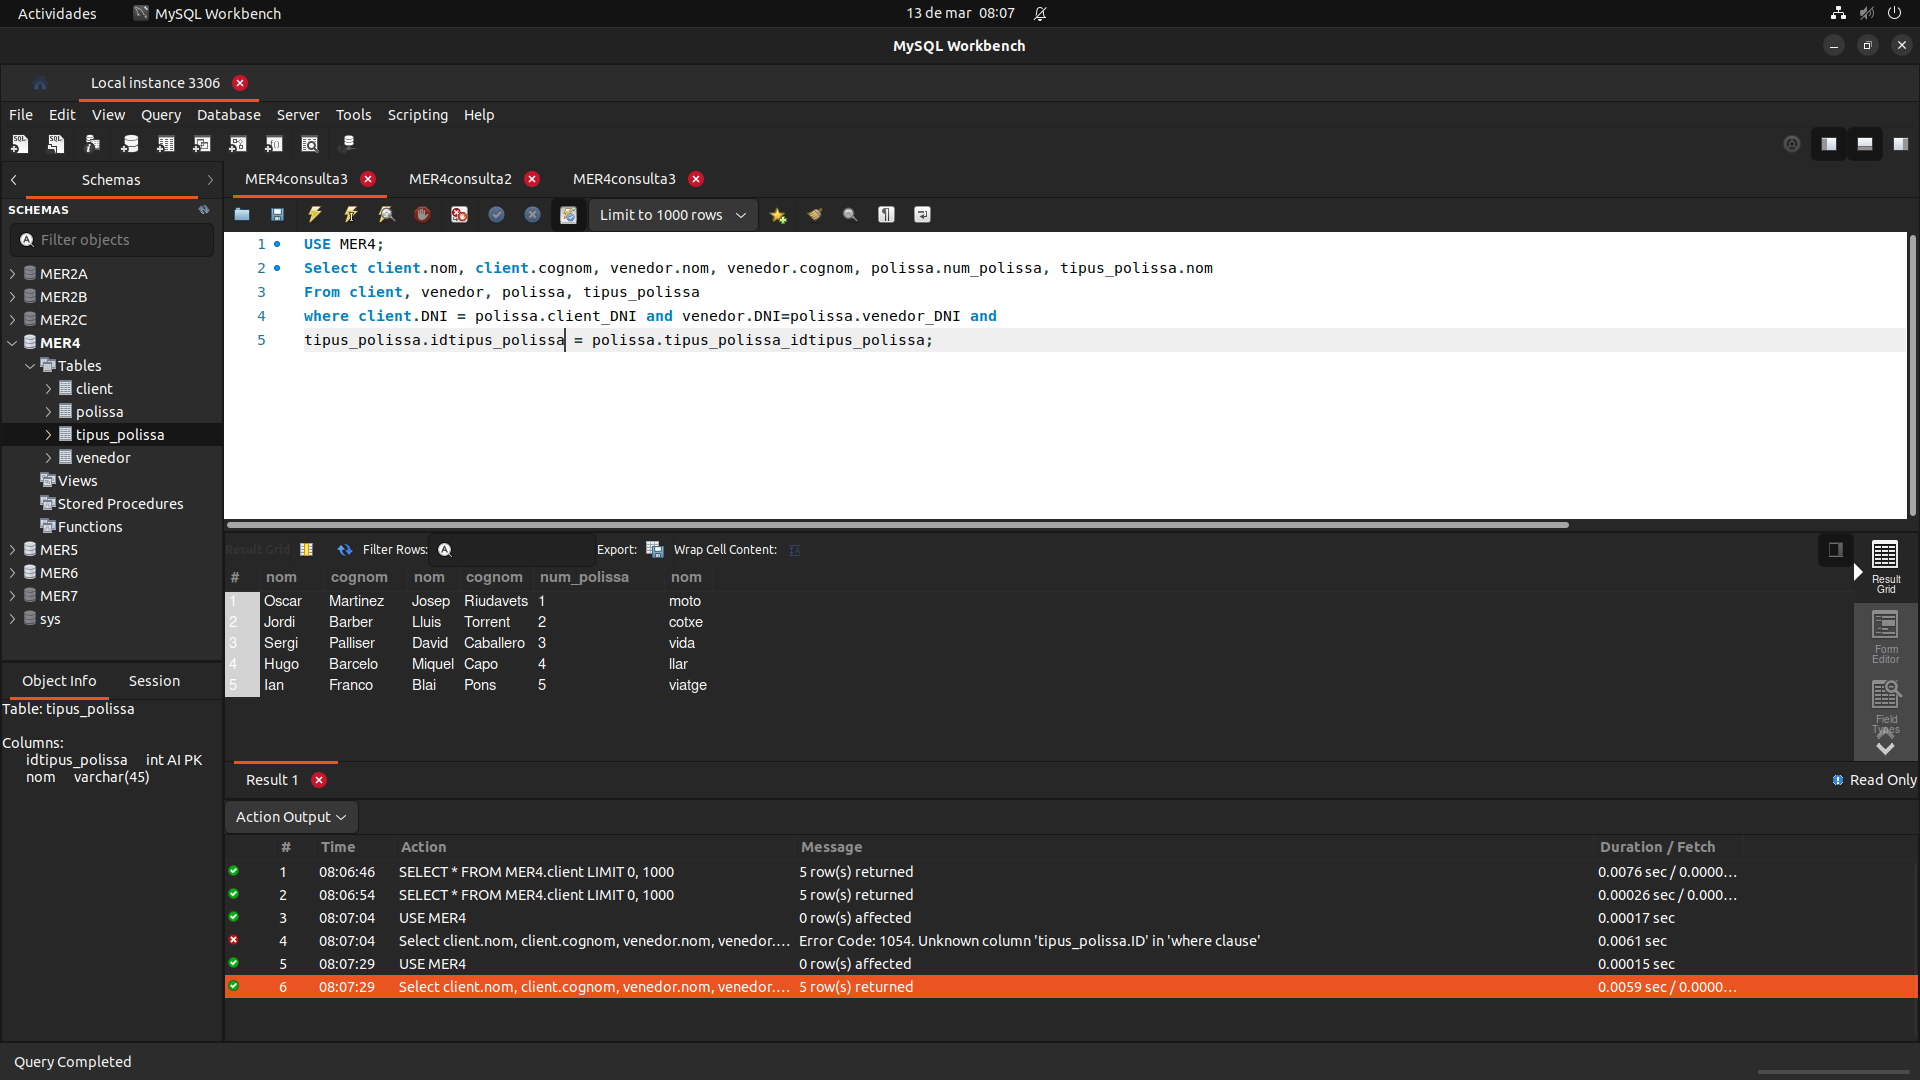 Actividades
MySQL Workbench
13 de mar 08:07
MySQL Workbench
Local instance 3306
File Edit View Query Database Server Tools Scripting Help
Schemas
MER4consulta3
MER4consulta2
MER4consulta3
SCHEMAS
Limit to 1000 rows
Filter objects
MER2A
MER2B
MER2C
MER4
Tables
client
polissa
tipus_polissa
venedor
Views
Stored Procedures
Functions
MER5
MER6
MER7
sys
1 USE MER4;
2 Select client.nom, client.cognom, venedor.nom, venedor.cognom, polissa.num_polissa, tipus_polissa.nom
3 From client, venedor, polissa, tipus_polissa
4 where client.DNI = polissa.client_DNI and venedor.DNI=polissa.venedor_DNI and
5 tipus_polissa.idtipus_polissa = polissa.tipus_polissa_idtipus_polissa;
Result Grid Filter Rows: Export: Wrap Cell Content:
# nom cognom nom cognom num_polissa nom
1 Oscar Martinez Josep Riudavets 1 moto
2 Jordi Barber Lluis Torrent 2 cotxe
3 Sergi Palliser David Caballero 3 vida
4 Hugo Barcelo Miquel Capo 4 llar
5 Ian Franco Blai Pons 5 viatge
Result
Grid
Form
Editor
Field
Types
Object Info Session
Table: tipus_polissa
Columns:
idtipus_polissa int AI PK
nom varchar(45)
Result 1
Read Only
Action Output
# Time Action Message Duration / Fetch
1 08:06:46 SELECT * FROM MER4.client LIMIT 0, 1000 5 row(s) returned 0.0076 sec / 0.0000…
2 08:06:54 SELECT * FROM MER4.client LIMIT 0, 1000 5 row(s) returned 0.00026 sec / 0.000…
3 08:07:04 USE MER4 0 row(s) affected 0.00017 sec
4 08:07:04 Select client.nom, client.cognom, venedor.nom, venedor.… Error Code: 1054. Unknown column 'tipus_polissa.ID' in 'where clause' 0.0061 sec
5 08:07:29 USE MER4 0 row(s) affected 0.00015 sec
6 08:07:29 Select client.nom, client.cognom, venedor.nom, venedor.… 5 row(s) returned 0.0059 sec / 0.0000…
Query Completed